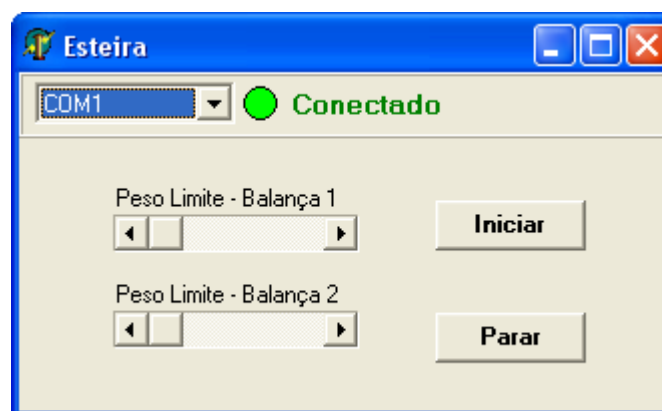 Esteira
COM1 Conectado
Peso Limite - Balança 1
Iniciar
Peso Limite - Balança 2
Parar